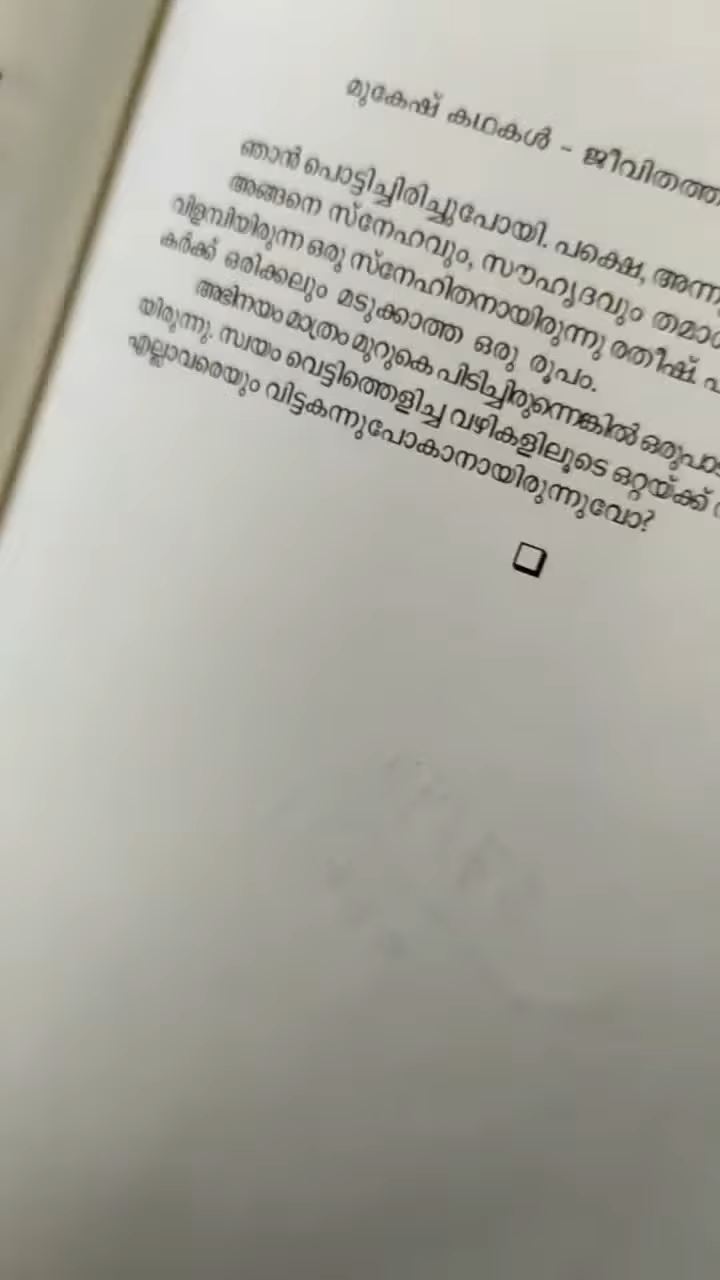 മുകേഷ് കഥകൾ - ജീവിതത്ത
ഞാൻ പൊട്ടിച്ചിരിച്ചുപോയി. പക്ഷെ, അന്ന
അങ്ങനെ സ്നേഹവും, സൗഹൃദവും തമാശ
വിളമ്പിയിരുന്ന ഒരു സ്നേഹിതനായിരുന്നു രതീഷ്.
കർക്ക് ഒരിക്കലും മടുക്കാത്ത ഒരു രൂപം.
അഭിനയം മാത്രം മുറുകെ പിടിച്ചിരുന്നെങ്കിൽ ഒരുപാട
യിരുന്നു. സ്വയം വെട്ടിത്തെളിച്ച വഴികളിലൂടെ ഒറ്റയ്ക്ക്
എല്ലാവരെയും വിട്ടകന്നുപോകാനായിരുന്നുവോ?